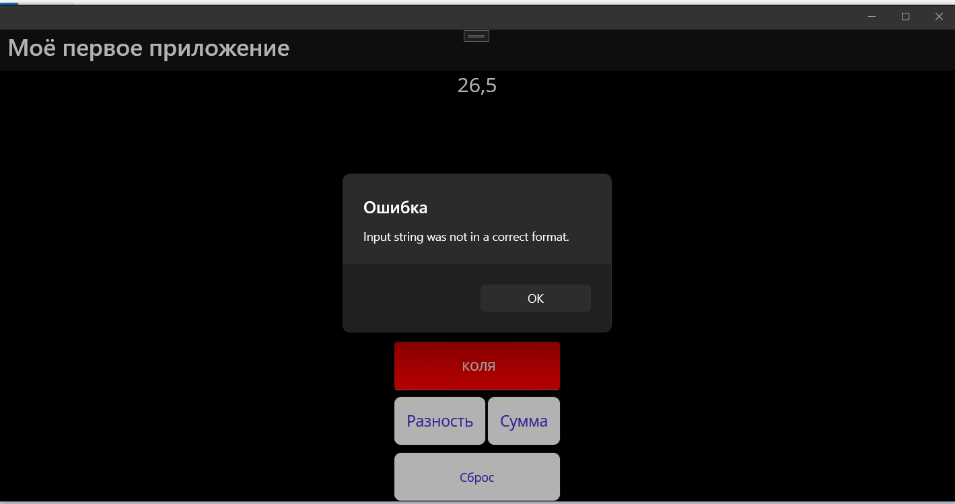 Моё первое приложение
26,5
Ошибка
Input string was not in a correct format.
OK
коля
Разность Сумма
Сброс